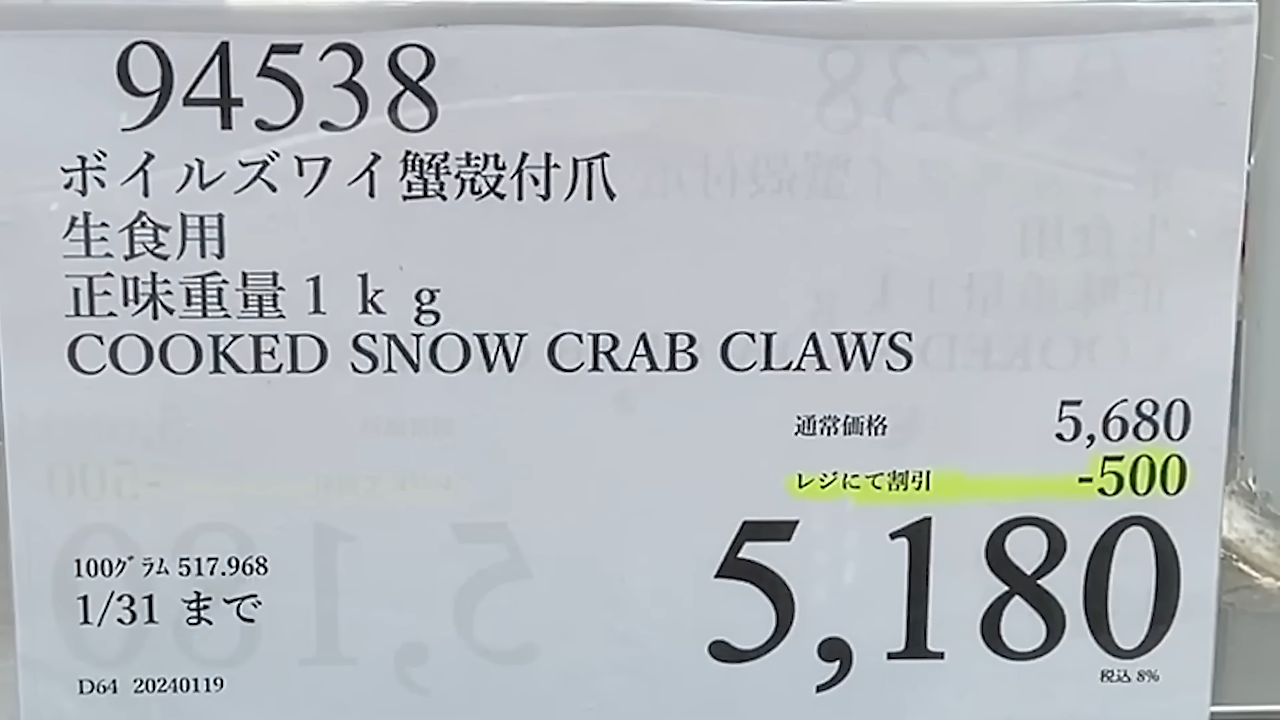 94538
ボイルズワイ蟹殻付爪
生食用
正味重量1kg
COOKED SNOW CRAB CLAWS
通常価格 5,680
レジにて割引 -500
5,180
税込 8%
100グラム 517.968
1/31 まで
D64 20240119